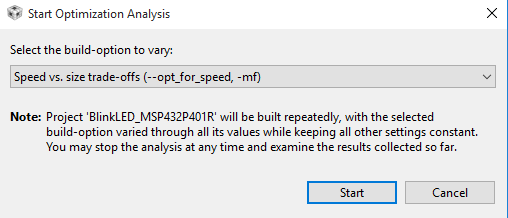 Start Optimization Analysis
Select the build-option to vary:
Speed vs. size trade-offs (--opt_for_speed, -mf)
Note: Project 'BlinkLED_MSP432P401R' will be built repeatedly, with the selected
build-option varied through all its values while keeping all other settings constant.
You may stop the analysis at any time and examine the results collected so far.
Start Cancel